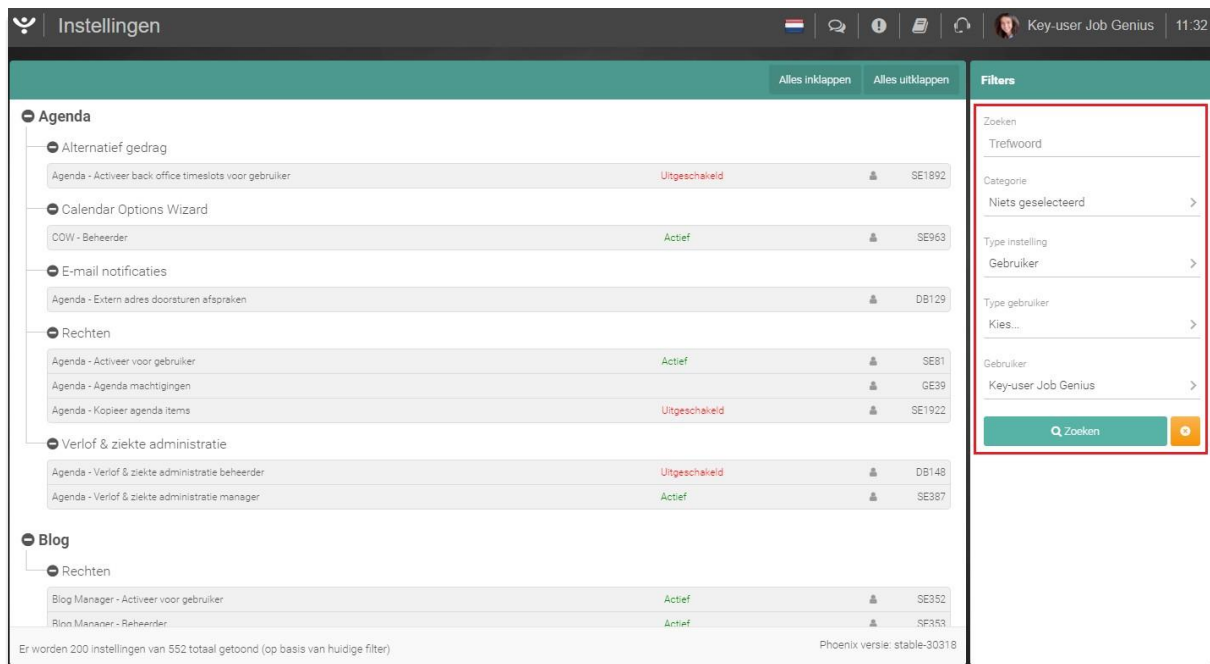 Instellingen
Key-user Job Genius
11:32
Alles inklappen
Alles uitklappen
Agenda
Alternatief gedrag
Agenda - Activeer back office timeslots voor gebruiker Uitgeschakeld SE1892
Calendar Options Wizard
COW - Beheerder Actief SE963
E-mail notificaties
Agenda - Extern adres doorsturen afspraken DB129
Rechten
Agenda - Activeer voor gebruiker Actief SE81
Agenda - Agenda machtigingen GE39
Agenda - Kopieer agenda items Uitgeschakeld SE1922
Verlof & ziekte administratie
Agenda - Verlof & ziekte administratie beheerder Uitgeschakeld DB148
Agenda - Verlof & ziekte administratie manager Actief SE387
Blog
Rechten
Blog Manager - Activeer voor gebruiker Actief SE352
Blog Manager - Beheerder Actief SE353
Er worden 200 instellingen van 552 totaal getoond (op basis van huidige filter)
Phoenix versie: stable-30318
Filters
Zoeken
Trefwoord
Categorie
Niets geselecteerd
Type instelling
Gebruiker
Type gebruiker
Kies...
Gebruiker
Key-user Job Genius
Zoeken